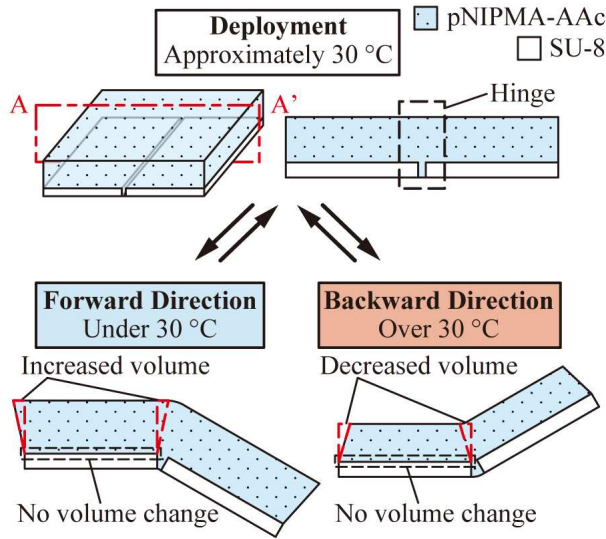 Deployment
Approximately 30 °C
pNIPMA-AAc
SU-8
A
A'
Hinge
Forward Direction
Under 30 °C
Backward Direction
Over 30 °C
Increased volume
Decreased volume
No volume change
No volume change